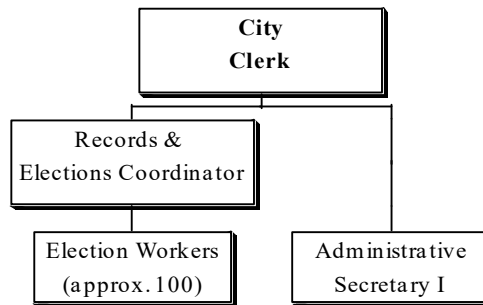 City
Clerk
Records &
Elections Coordinator
Election Workers
(approx. 100)
Administrative
Secretary I